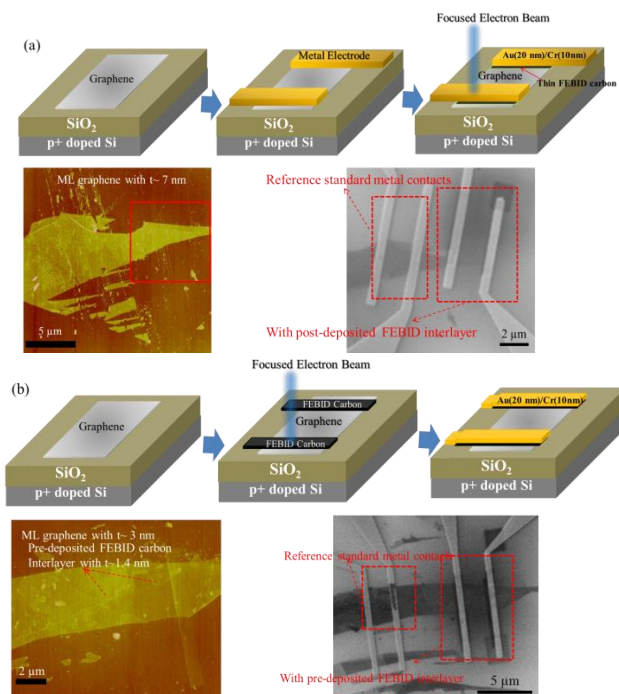 (a)
Graphene
SiO₂
p+ doped Si
Metal Electrode
SiO₂
p+ doped Si
Focused Electron Beam
Au(20 nm)/Cr(10nm)
Graphene
Thin FEBID carbon
SiO₂
p+ doped Si
ML graphene with t~ 7 nm
5 µm
Reference standard metal contacts
With post-deposited FEBID interlayer
2 µm
(b)
Graphene
SiO₂
p+ doped Si
Focused Electron Beam
FEBID Carbon
Graphene
FEBID Carbon
SiO₂
p+ doped Si
Au(20 nm)/Cr(10nm)
SiO₂
p+ doped Si
ML graphene with t~ 3 nm
Pre-deposited FEBID carbon
Interlayer with t~1.4 nm
2 µm
Reference standard metal contacts
With pre-deposited FEBID interlayer
5 µm